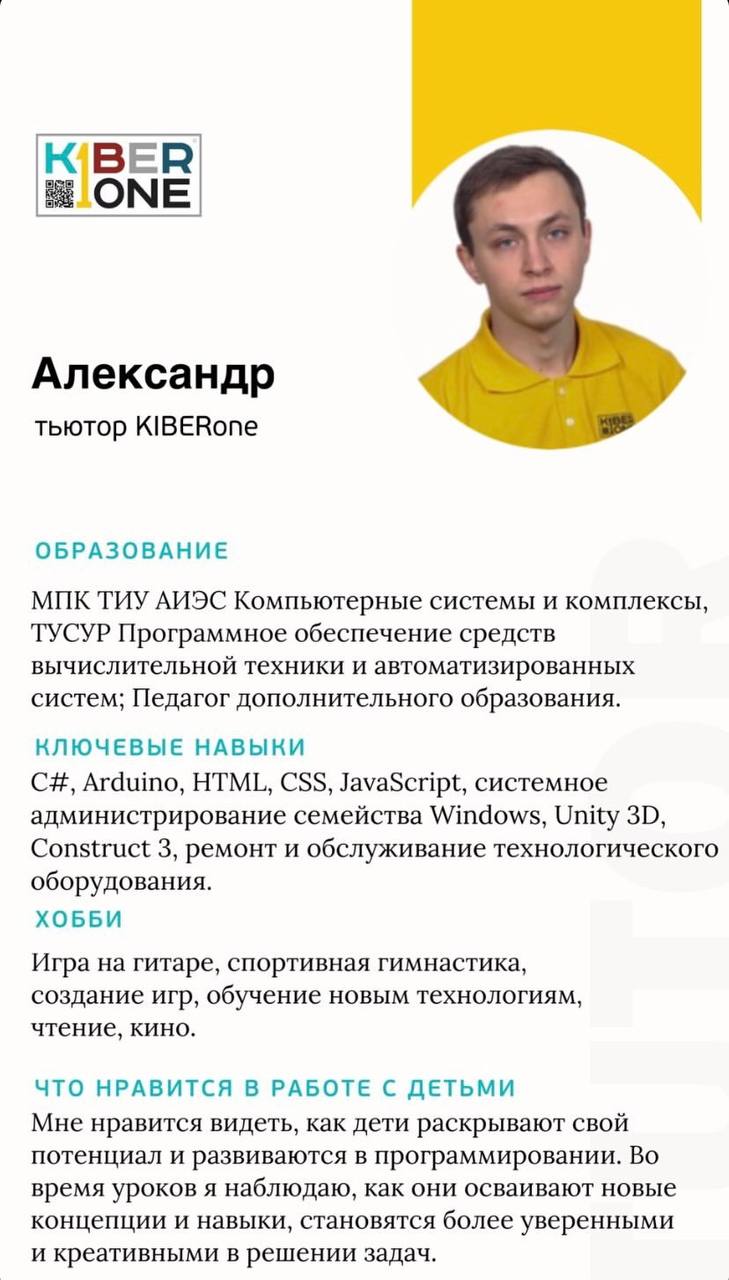 K1BER
ONE
Александр
тьютор KIBERone
KIBER
ONE
ОБРАЗОВАНИЕ
МПК ТИУ АИЭС Компьютерные системы и комплексы,
ТУСУР Программное обеспечение средств
вычислительной техники и автоматизированных
систем; Педагог дополнительного образования.
КЛЮЧЕВЫЕ НАВЫКИ
C#, Arduino, HTML, CSS, JavaScript, системное
администрирование семейства Windows, Unity 3D,
Construct 3, ремонт и обслуживание технологического
оборудования.
ХОББИ
Игра на гитаре, спортивная гимнастика,
создание игр, обучение новым технологиям,
чтение, кино.
ЧТО НРАВИТСЯ В РАБОТЕ С ДЕТЬМИ
Мне нравится видеть, как дети раскрывают свой
потенциал и развиваются в программировании. Во
время уроков я наблюдаю, как они осваивают новые
концепции и навыки, становятся более уверенными
и креативными в решении задач.
TUTOR